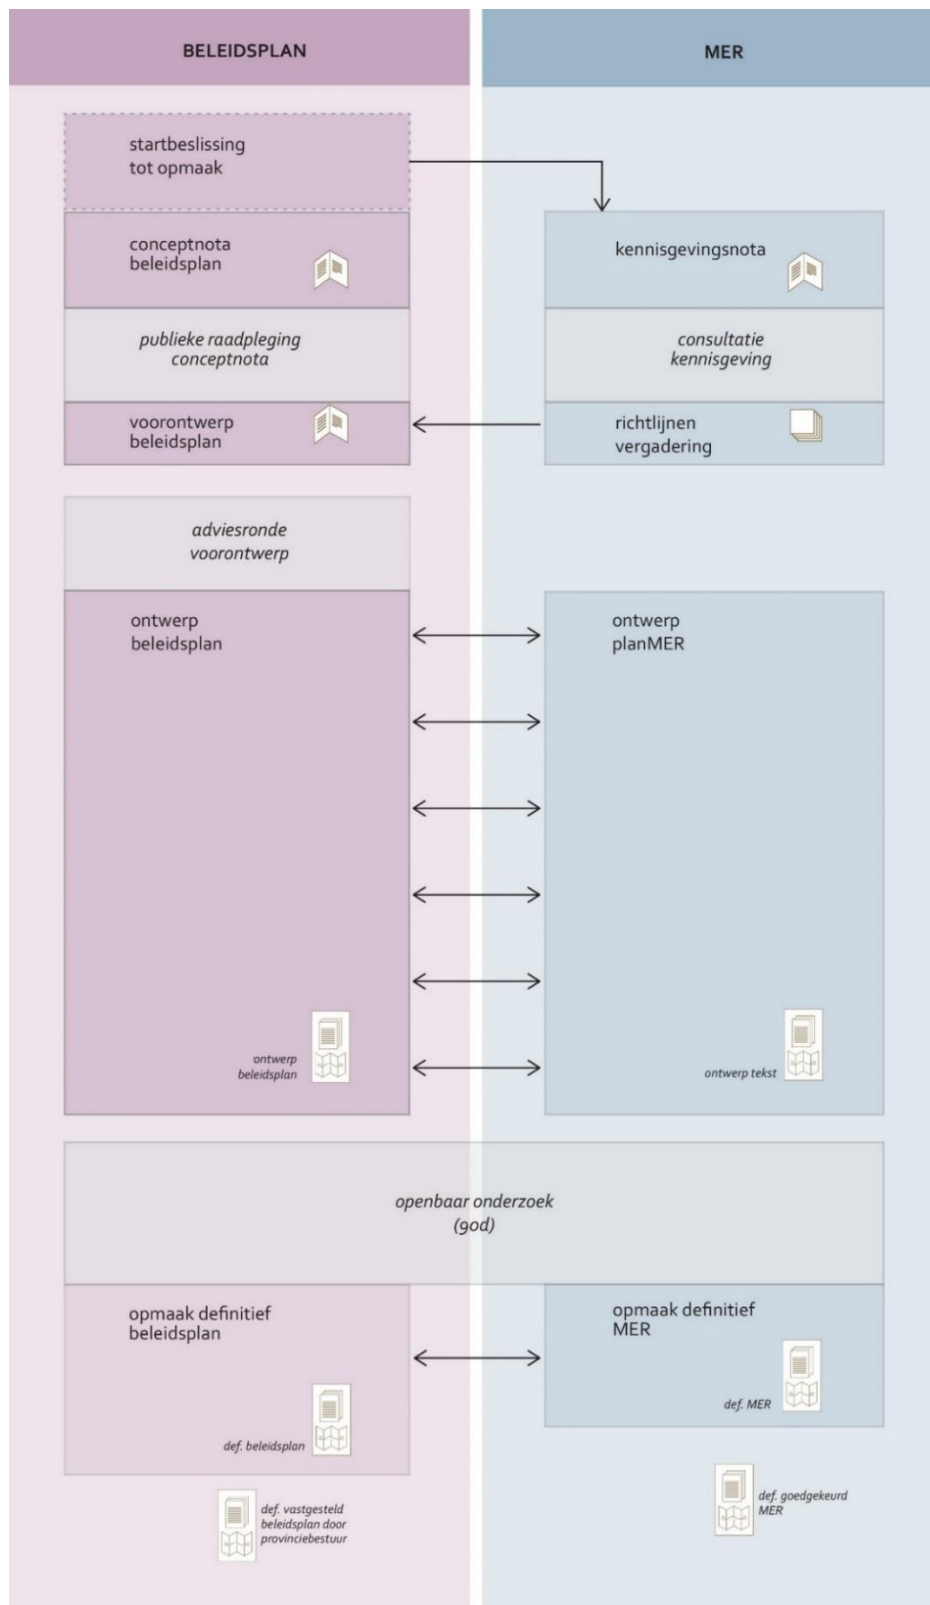 BELEIDSPLAN
MER
startbeslissing
tot opmaak
conceptnota
beleidsplan
kennisgevingsnota
publieke raadpleging
conceptnota
consultatie
kennisgeving
voorontwerp
beleidsplan
richtlijnen
vergadering
adviesronde
voorontwerp
ontwerp
beleidsplan
ontwerp
planMER
ontwerp
beleidsplan
ontwerp tekst
openbaar onderzoek
(90d)
opmaak definitief
beleidsplan
opmaak definitief
MER
def. beleidsplan
def. MER
def. vastgesteld
beleidsplan door
provinciebestuur
def. goedgekeurd
MER